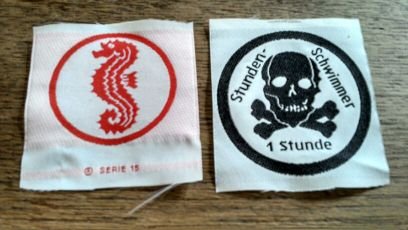 ® SERIE 15
Stunden-
Schwimmer
1 Stunde